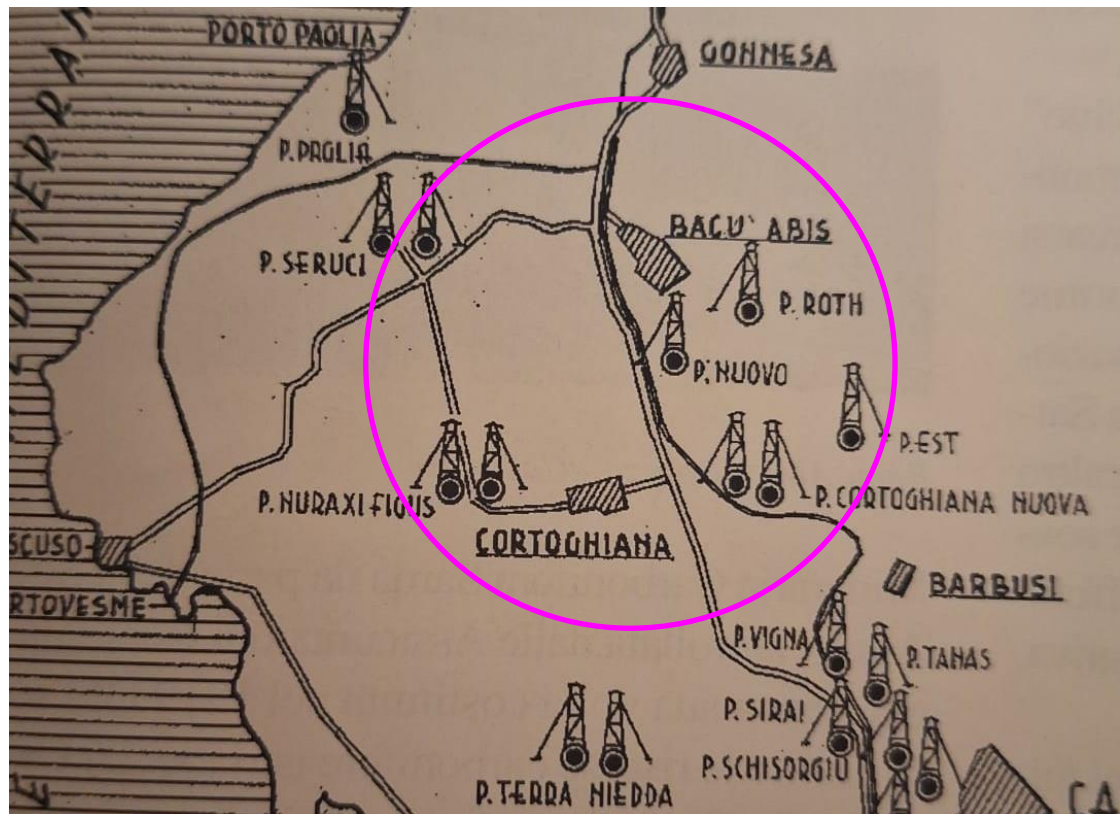 PORTO PAGLIA
GONNESA
P. PAGLIA
BACU' ABIS
P. SERUCI
P. ROTH
P. NUOVO
P. EST
P. NURAXI FIGUS
P. CORTOGHIANA NUOVA
CORTOGHIANA
SCUSO
BARBUSI
RTOVESME
P. VIGNA
P. TANAS
P. SIRAI
P. SCHISORGIU
P. TERRA NIEDDA
CA